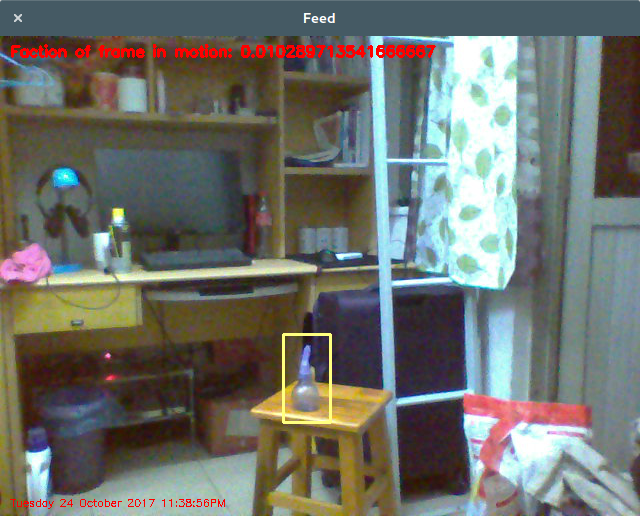 Feed
Faction of frame in motion: 0.010289713541666667
Tuesday 24 October 2017 11:38:56PM